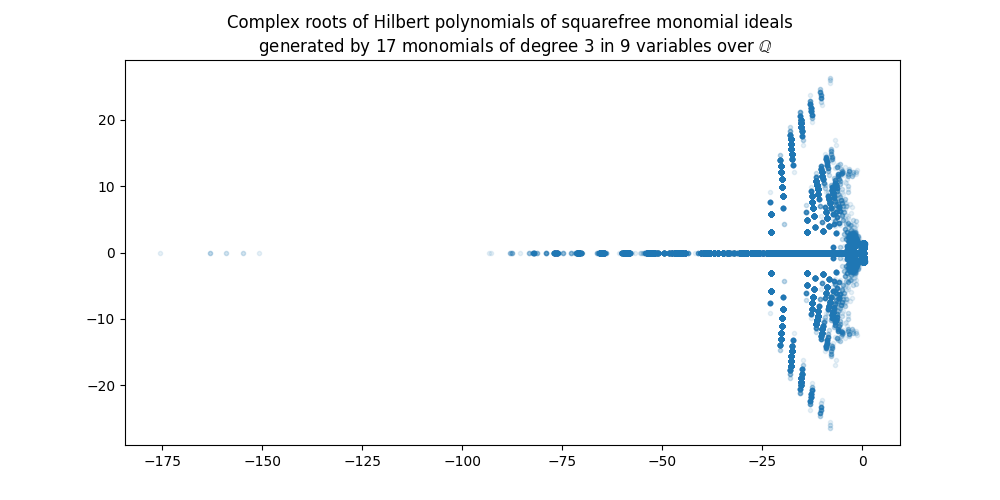 Complex roots of Hilbert polynomials of squarefree monomial ideals
generated by 17 monomials of degree 3 in 9 variables over ℚ
20
10
0
−10
−20
−175 −150 −125 −100 −75 −50 −25 0